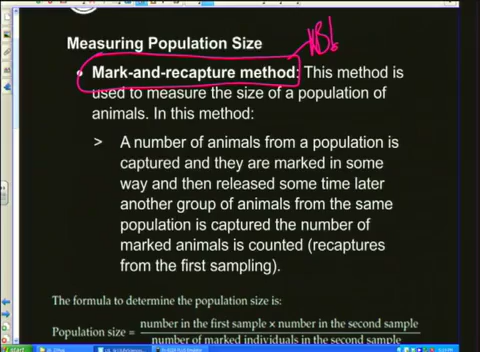 Measuring Population Size
• Mark-and-recapture method: This method is
used to measure the size of a population of
animals. In this method:
> A number of animals from a population is
captured and they are marked in some
way and then released some time later
another group of animals from the same
population is captured the number of
marked animals is counted (recaptures
from the first sampling).
The formula to determine the population size is:
Population size = number in the first sample × number in the second sample
number of marked individuals in the second sample
start